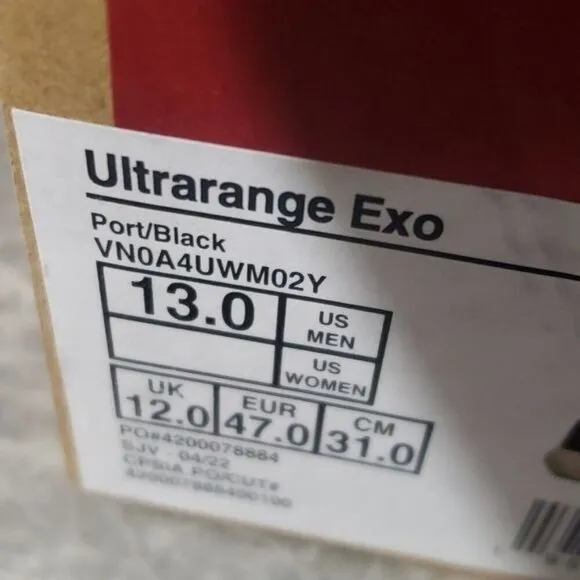 Ultrarange Exo
Port/Black
VN0A4UWM02Y
13.0 US MEN
US WOMEN
UK 12.0 EUR 47.0 CM 31.0
PO#4200078884
SJV - 04/22
CPSIA PO/CUT#